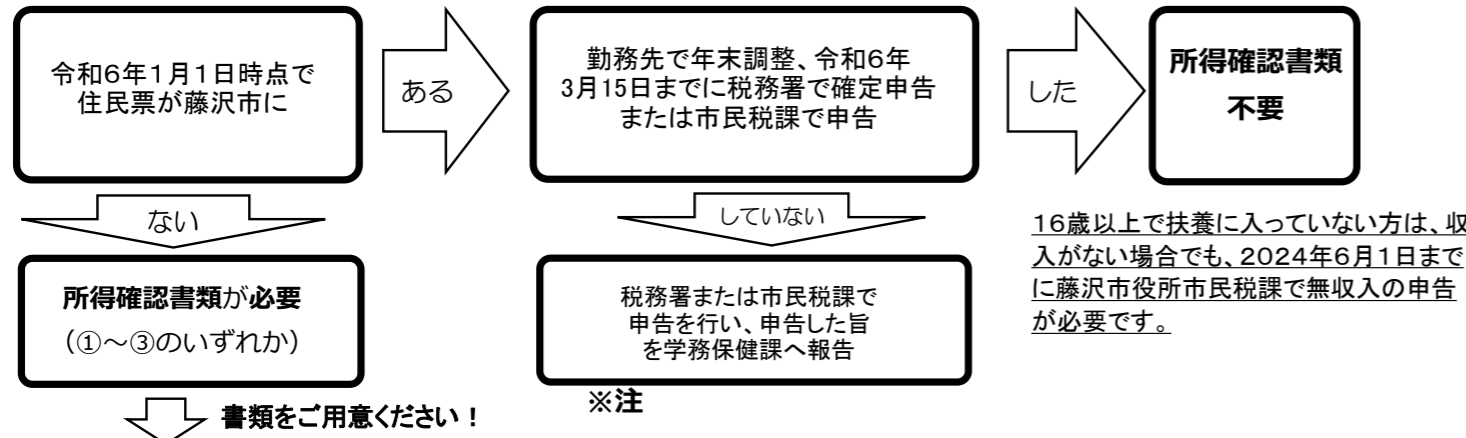 令和6年1月1日時点で
住民票が藤沢市に
ある
勤務先で年末調整、令和6年
3月15日までに税務署で確定申告
または市民税課で申告
した
所得確認書類
不要
ない
していない
所得確認書類が必要
（①～③のいずれか）
税務署または市民税課で
申告を行い、申告した旨
を学務保健課へ報告
16歳以上で扶養に入っていない方は、収
入がない場合でも、2024年6月1日まで
に藤沢市役所市民税課で無収入の申告
が必要です。
※注
書類をご用意ください！